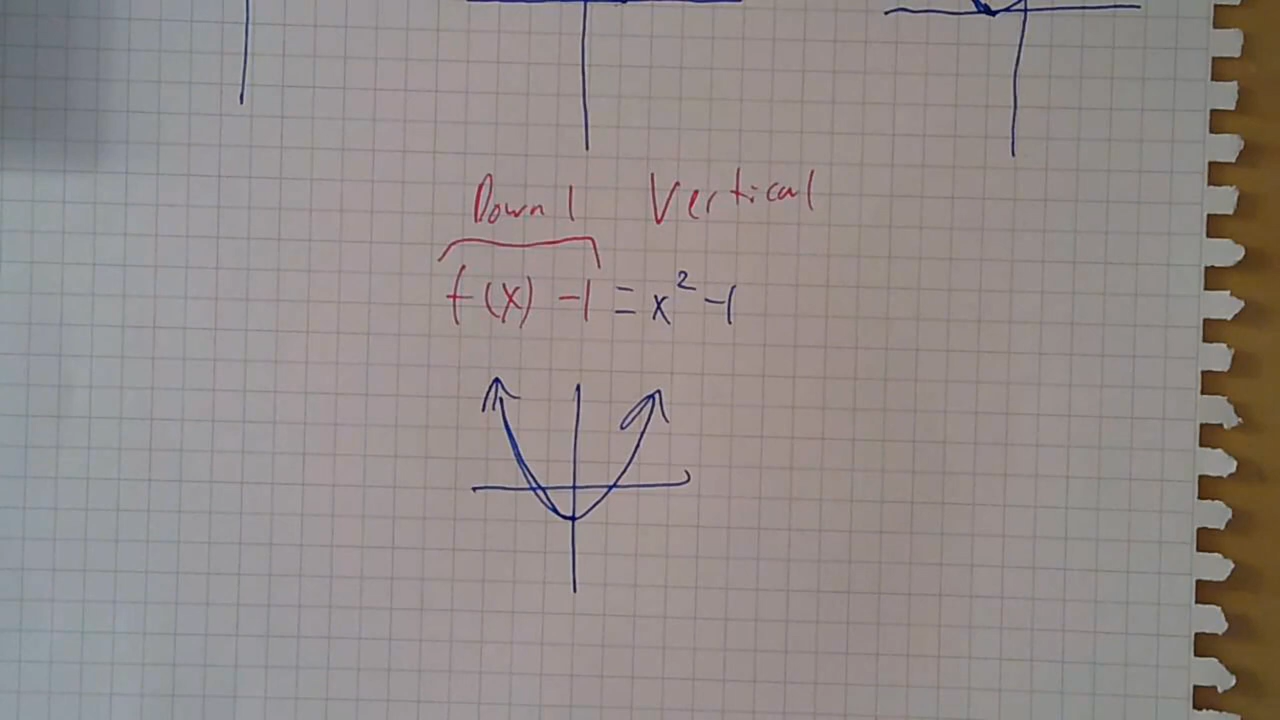 Down 1 Vertical
f(x) -1 = x² -1